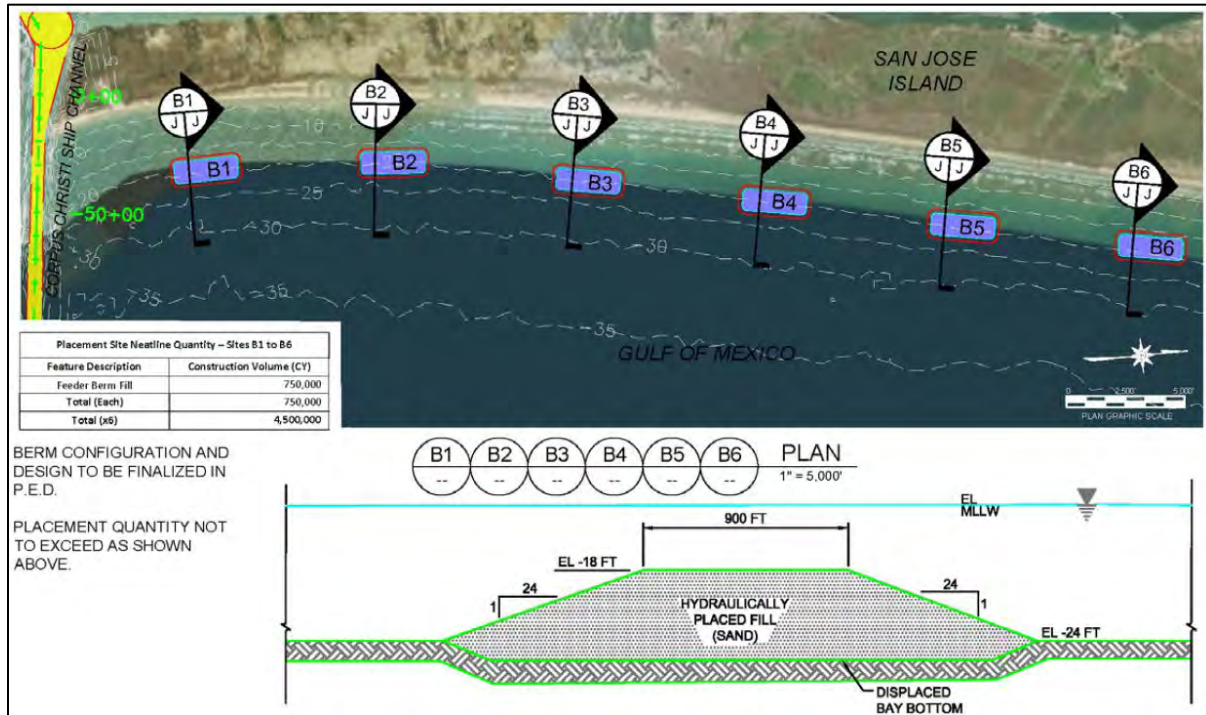 SAN JOSE
ISLAND
B1
J J
B2
J J
B3
J J
B4
J J
B5
J J
B6
J J
B1
B2
B3
B4
B5
B6
CORPUS CHRISTI SHIP CHANNEL
0+00
-50+00
-10
-25
-30
-30
-35
-35
-35
GULF OF MEXICO
0 2,500' 5,000'
PLAN GRAPHIC SCALE
Placement Site Neatline Quantity – Sites B1 to B6
Feature Description Construction Volume (CY)
Feeder Berm Fill 750,000
Total (Each) 750,000
Total (x6) 4,500,000
BERM CONFIGURATION AND
DESIGN TO BE FINALIZED IN
P.E.D.
PLACEMENT QUANTITY NOT
TO EXCEED AS SHOWN
ABOVE.
B1 B2 B3 B4 B5 B6 PLAN
-- -- -- -- -- -- 1" = 5,000'
EL
MLLW
900 FT
EL -18 FT
24
1
24
1
HYDRAULICALLY
PLACED FILL
(SAND)
EL -24 FT
DISPLACED
BAY BOTTOM